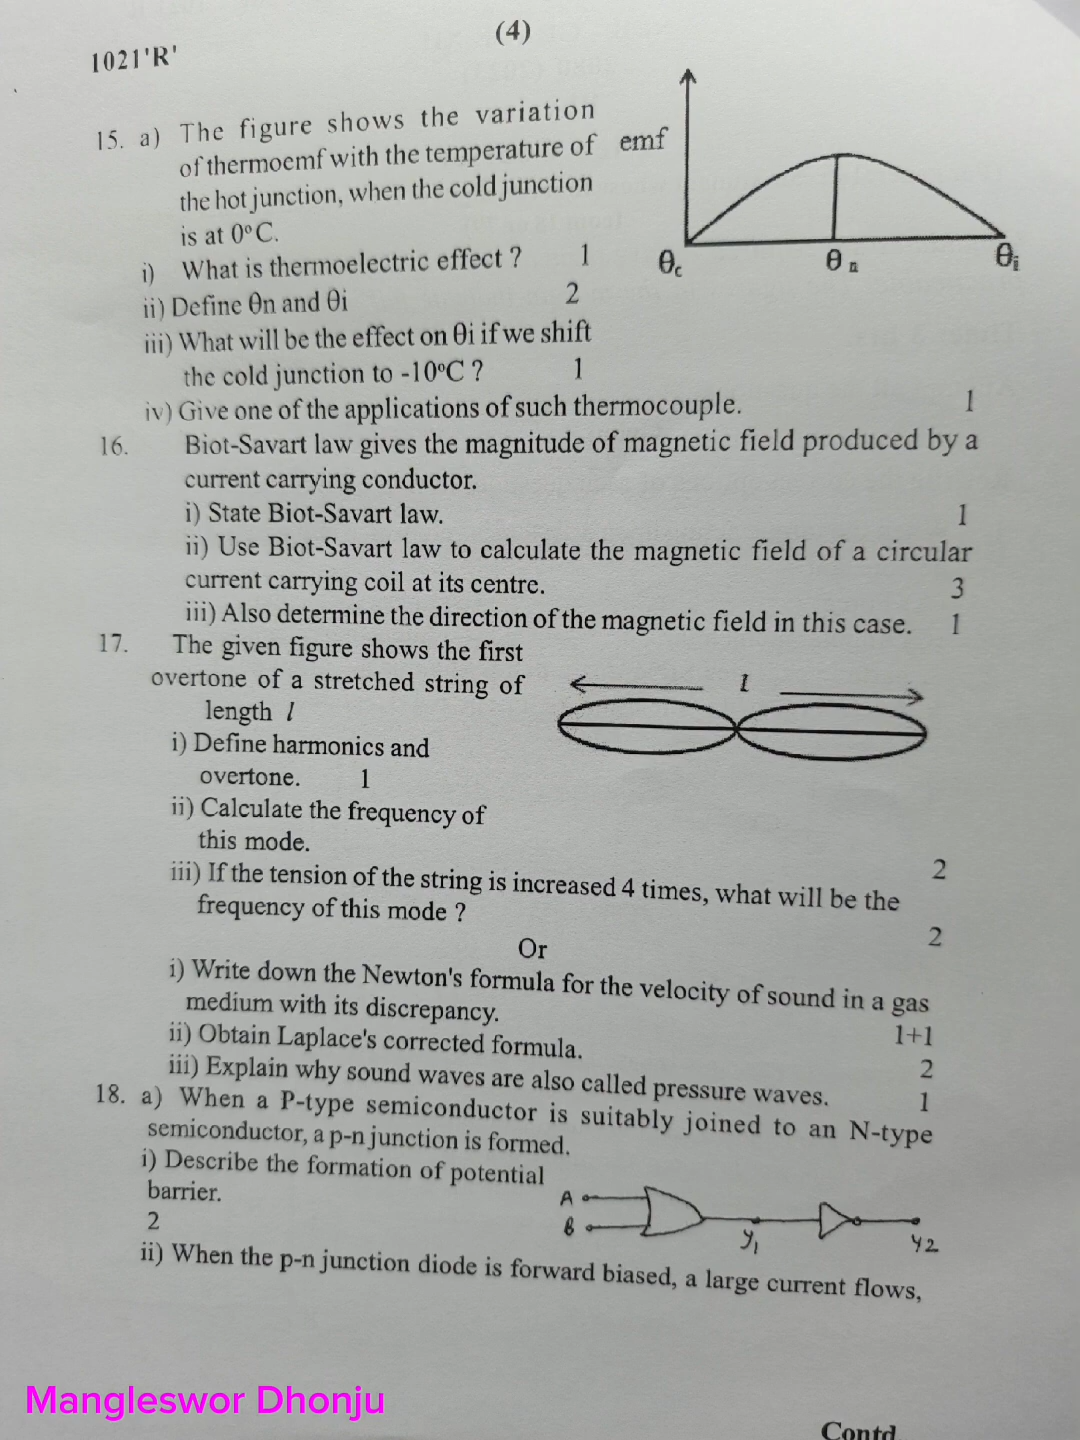 (4)
1021'R'
15. a) The figure shows the variation
of thermoemf with the temperature of
the hot junction, when the cold junction
is at 0°C.
emf
θc
θn
θi
i) What is thermoelectric effect ? 1
ii) Define θn and θi 2
iii) What will be the effect on θi if we shift
the cold junction to -10°C ? 1
iv) Give one of the applications of such thermocouple. 1
16. Biot-Savart law gives the magnitude of magnetic field produced by a
current carrying conductor.
i) State Biot-Savart law. 1
ii) Use Biot-Savart law to calculate the magnetic field of a circular
current carrying coil at its centre. 3
iii) Also determine the direction of the magnetic field in this case. 1
17. The given figure shows the first
overtone of a stretched string of
length l
l
i) Define harmonics and
overtone. 1
ii) Calculate the frequency of
this mode. 2
iii) If the tension of the string is increased 4 times, what will be the
frequency of this mode ? 2
Or
i) Write down the Newton's formula for the velocity of sound in a gas
medium with its discrepancy. 1+1
ii) Obtain Laplace's corrected formula. 2
iii) Explain why sound waves are also called pressure waves. 1
18. a) When a P-type semiconductor is suitably joined to an N-type
semiconductor, a p-n junction is formed.
i) Describe the formation of potential
barrier.
2
A
B
y1
y2
ii) When the p-n junction diode is forward biased, a large current flows,
Mangleswor Dhonju
Contd